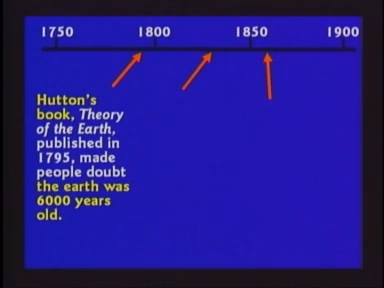 1750 1800 1850 1900
Hutton's
book, Theory
of the Earth,
published in
1795, made
people doubt
the earth was
6000 years
old.